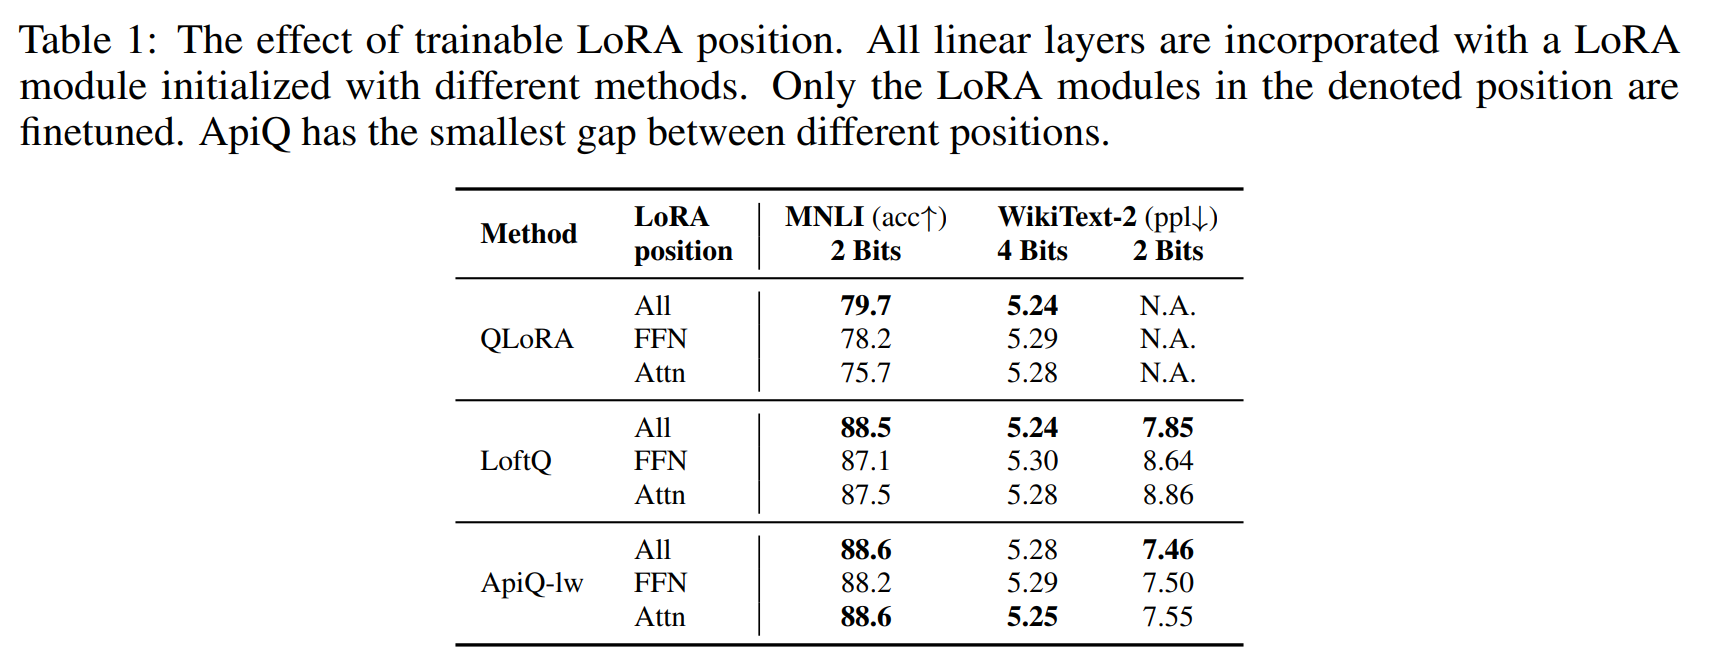 Table 1: The effect of trainable LoRA position. All linear layers are incorporated with a LoRA
module initialized with different methods. Only the LoRA modules in the denoted position are
finetuned. ApiQ has the smallest gap between different positions.
Method LoRA position MNLI (acc↑) WikiText-2 (ppl↓)
2 Bits 4 Bits 2 Bits
QLoRA All 79.7 5.24 N.A.
FFN 78.2 5.29 N.A.
Attn 75.7 5.28 N.A.
LoftQ All 88.5 5.24 7.85
FFN 87.1 5.30 8.64
Attn 87.5 5.28 8.86
ApiQ-lw All 88.6 5.28 7.46
FFN 88.2 5.29 7.50
Attn 88.6 5.25 7.55